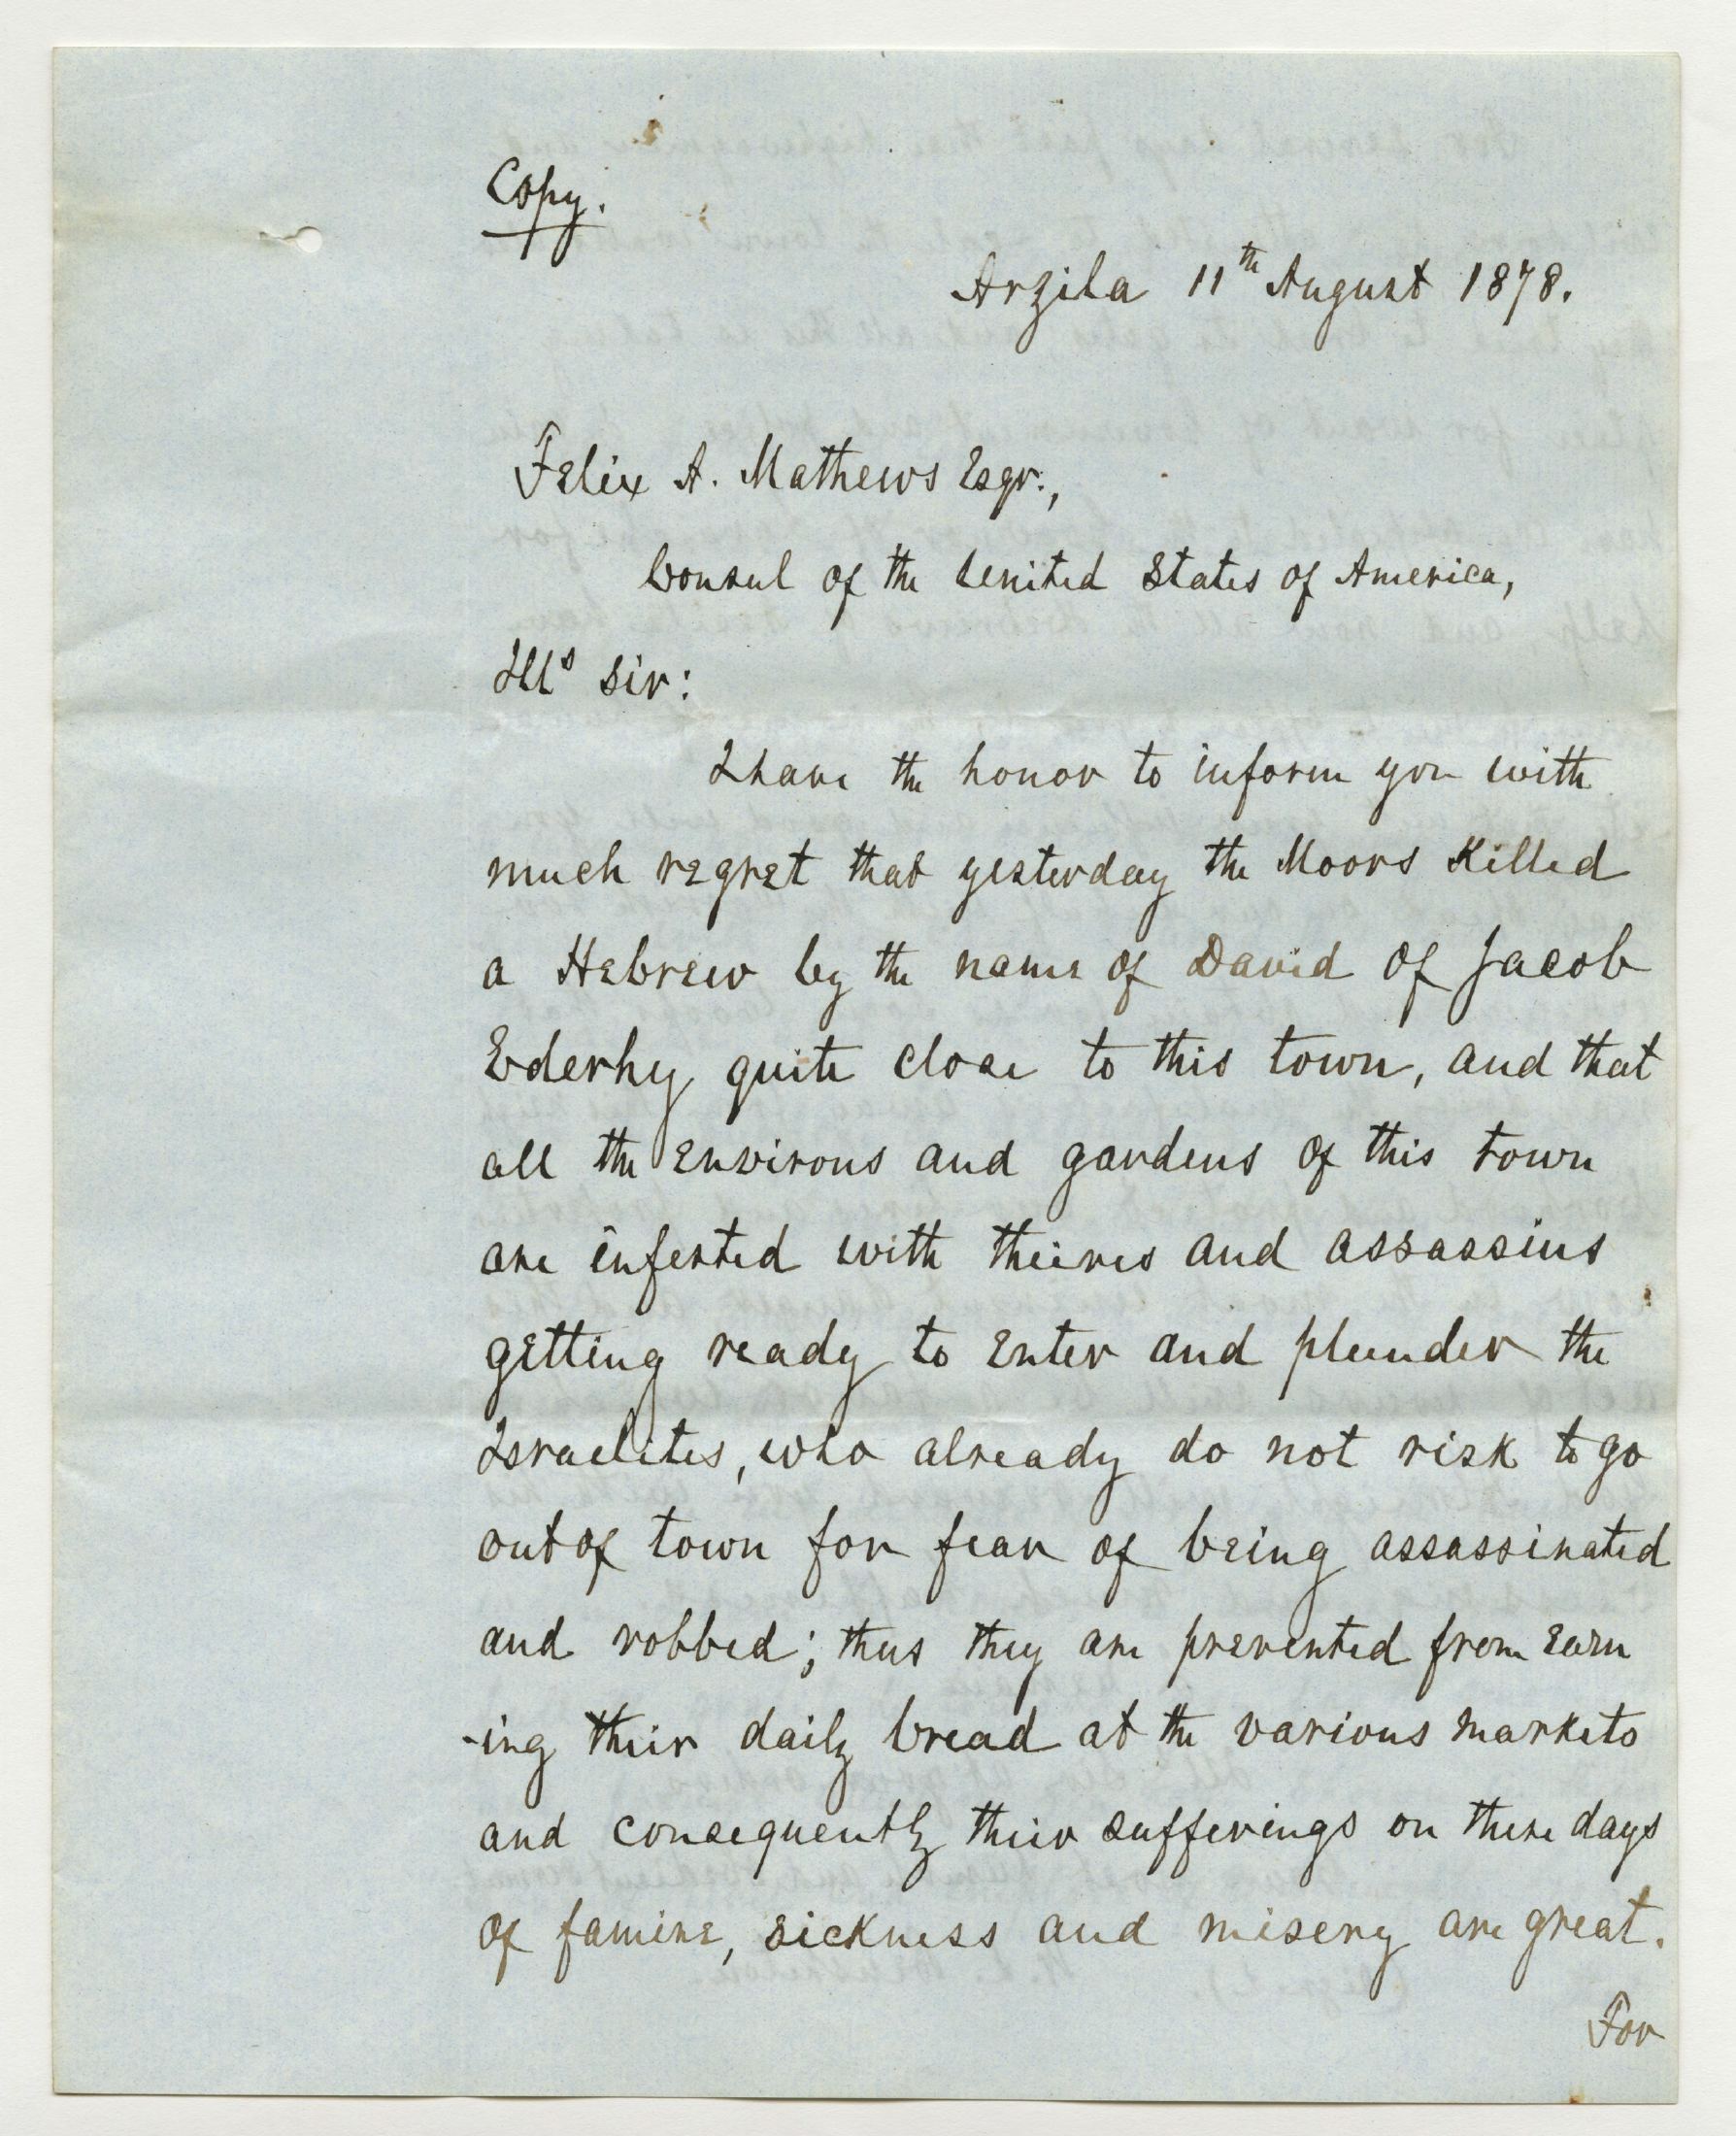 Copy.
Arzila 11th August 1878.
Felix A. Mathews Esqr.,
Consul of the United States of America,
Ills Sir:
I have the honor to inform you with
much regret that yesterday the Moors killed
a Hebrew by the name of David of Jacob
Ederhy quite close to this town, and that
all the environs and gardens of this town
are infested with theives and assassins
getting ready to enter and plunder the
Israelites, who already do not risk to go
out of town for fear of being assassinated
and robbed; thus they are prevented from earn
-ing their daily bread at the various markets
and consequently their sufferings on these days
of famine, sickness and misery are great.
For